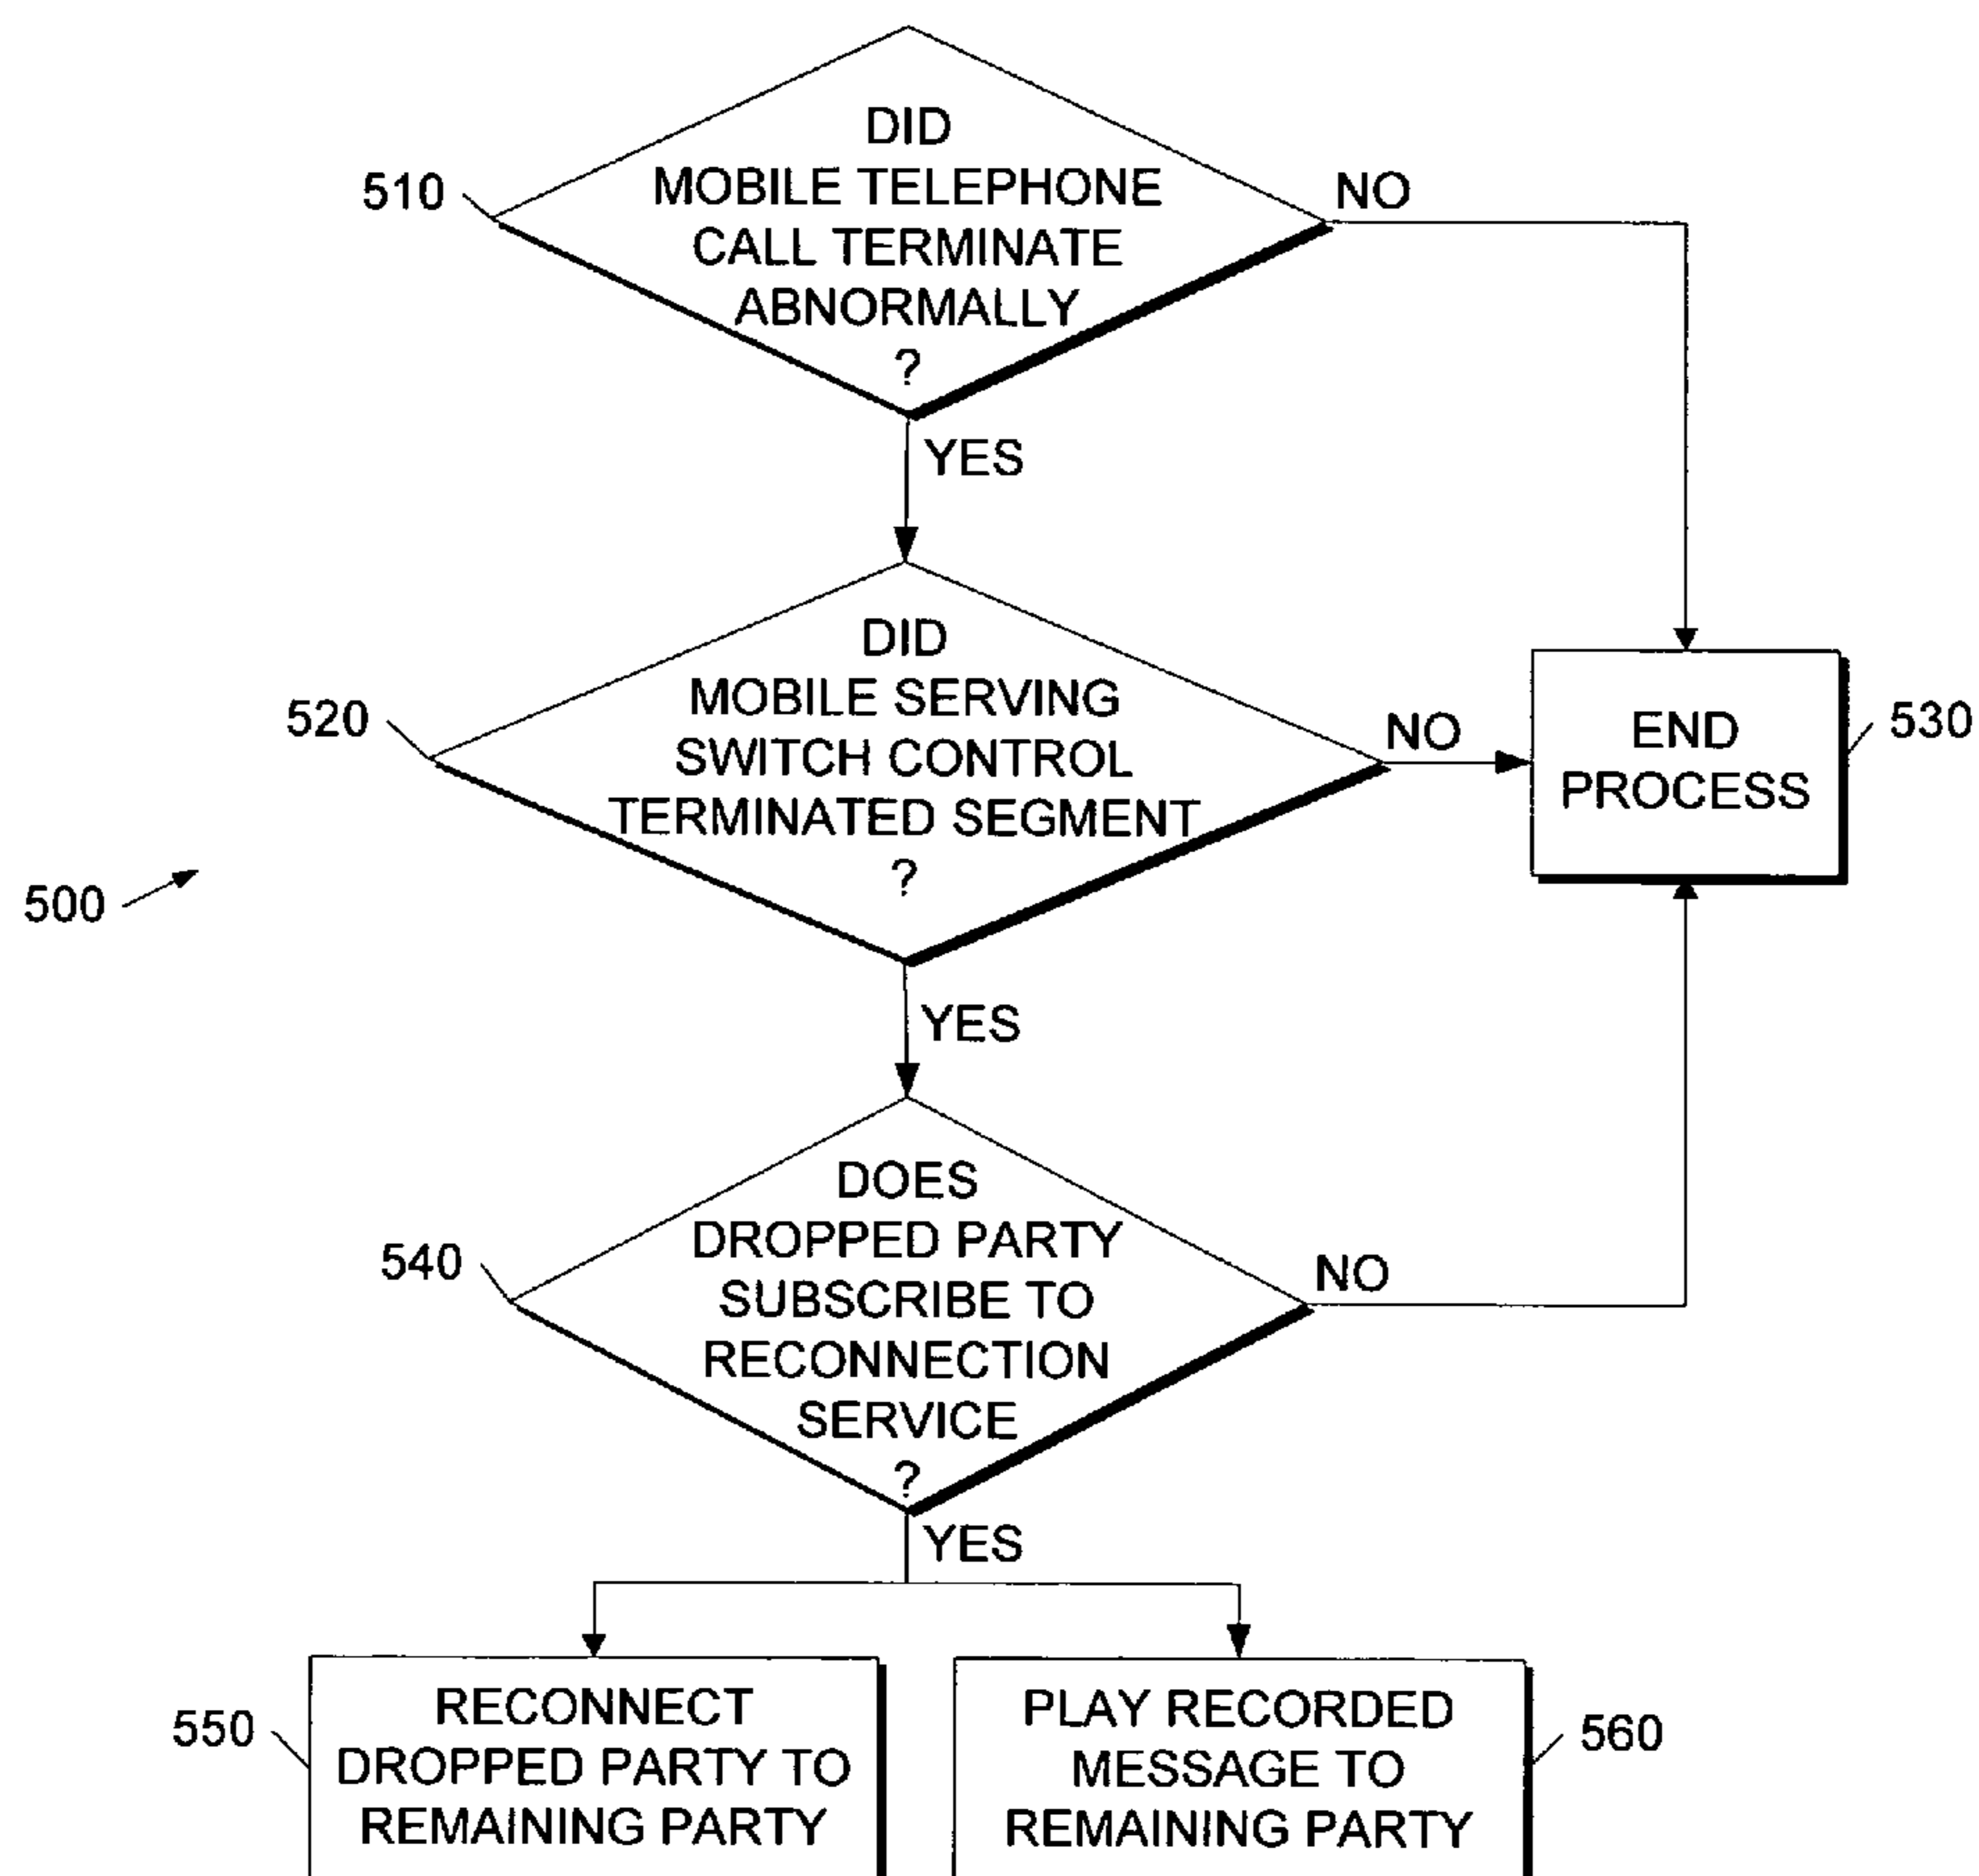 DID
MOBILE TELEPHONE
CALL TERMINATE
ABNORMALLY
?
510
NO
YES
DID
MOBILE SERVING
SWITCH CONTROL
TERMINATED SEGMENT
?
520
NO
END
PROCESS
530
500
YES
DOES
DROPPED PARTY
SUBSCRIBE TO
RECONNECTION
SERVICE
?
540
NO
YES
RECONNECT
DROPPED PARTY TO
REMAINING PARTY
550
PLAY RECORDED
MESSAGE TO
REMAINING PARTY
560